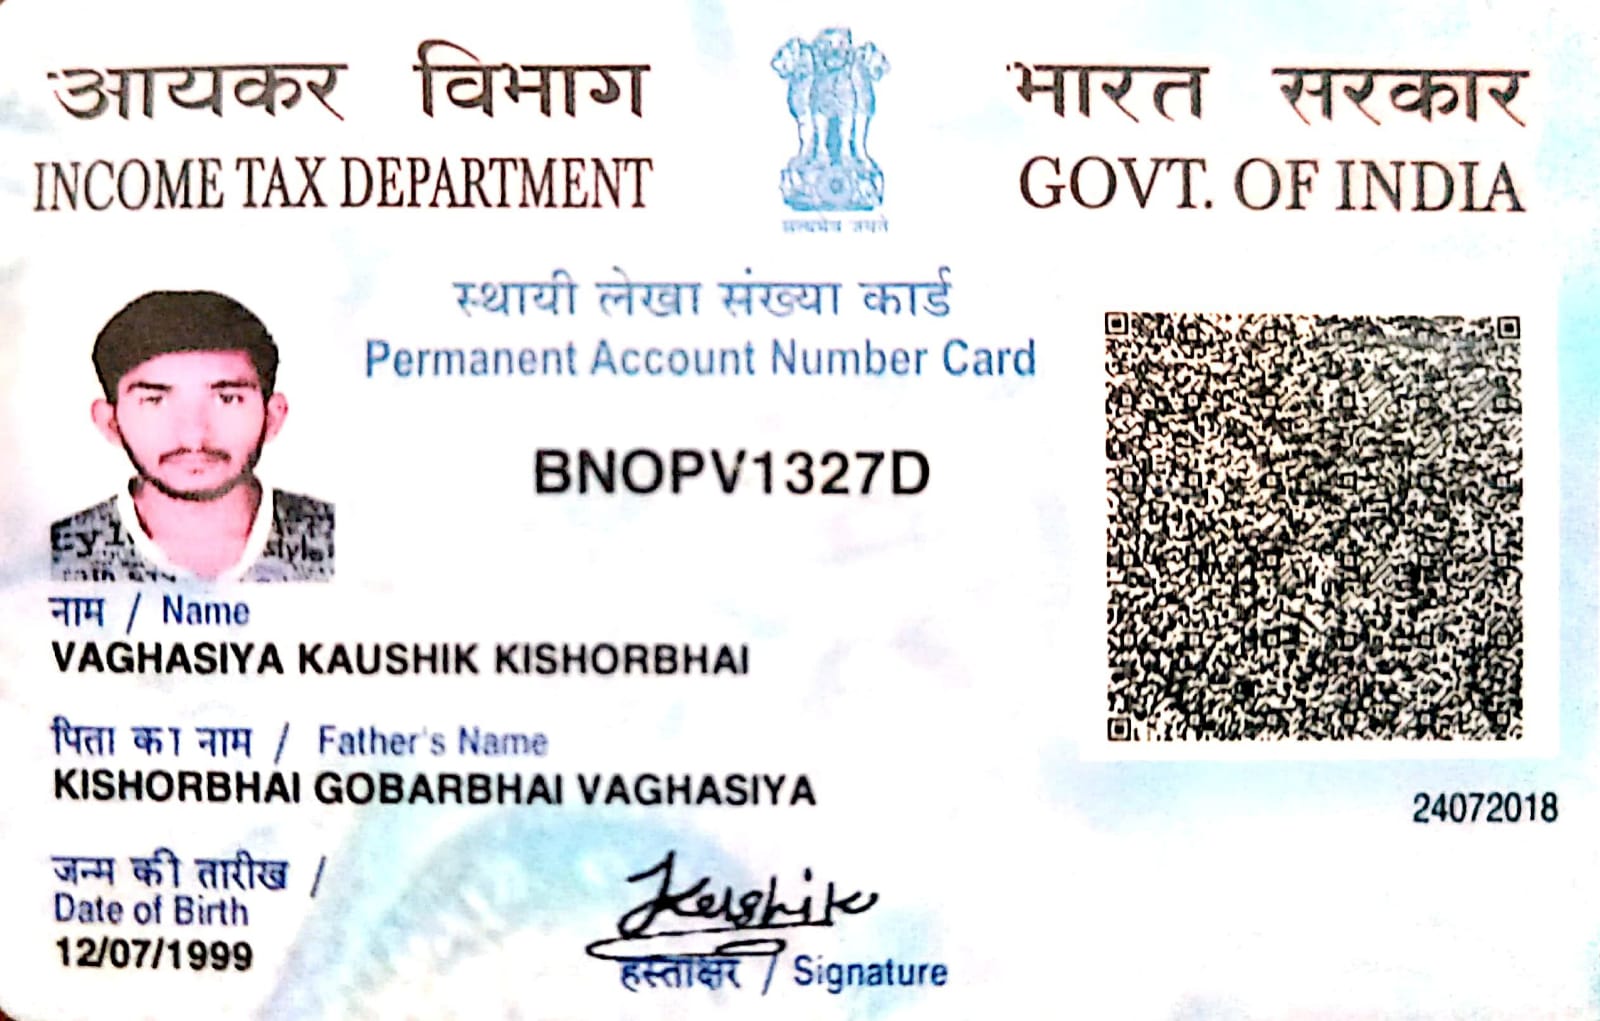 आयकर विभाग
INCOME TAX DEPARTMENT
भारत सरकार
GOVT. OF INDIA
सत्यमेव जयते
स्थायी लेखा संख्या कार्ड
Permanent Account Number Card
BNOPV1327D
नाम / Name
VAGHASIYA KAUSHIK KISHORBHAI
पिता का नाम / Father's Name
KISHORBHAI GOBARBHAI VAGHASIYA
24072018
जन्म की तारीख /
Date of Birth
12/07/1999
हस्ताक्षर / Signature